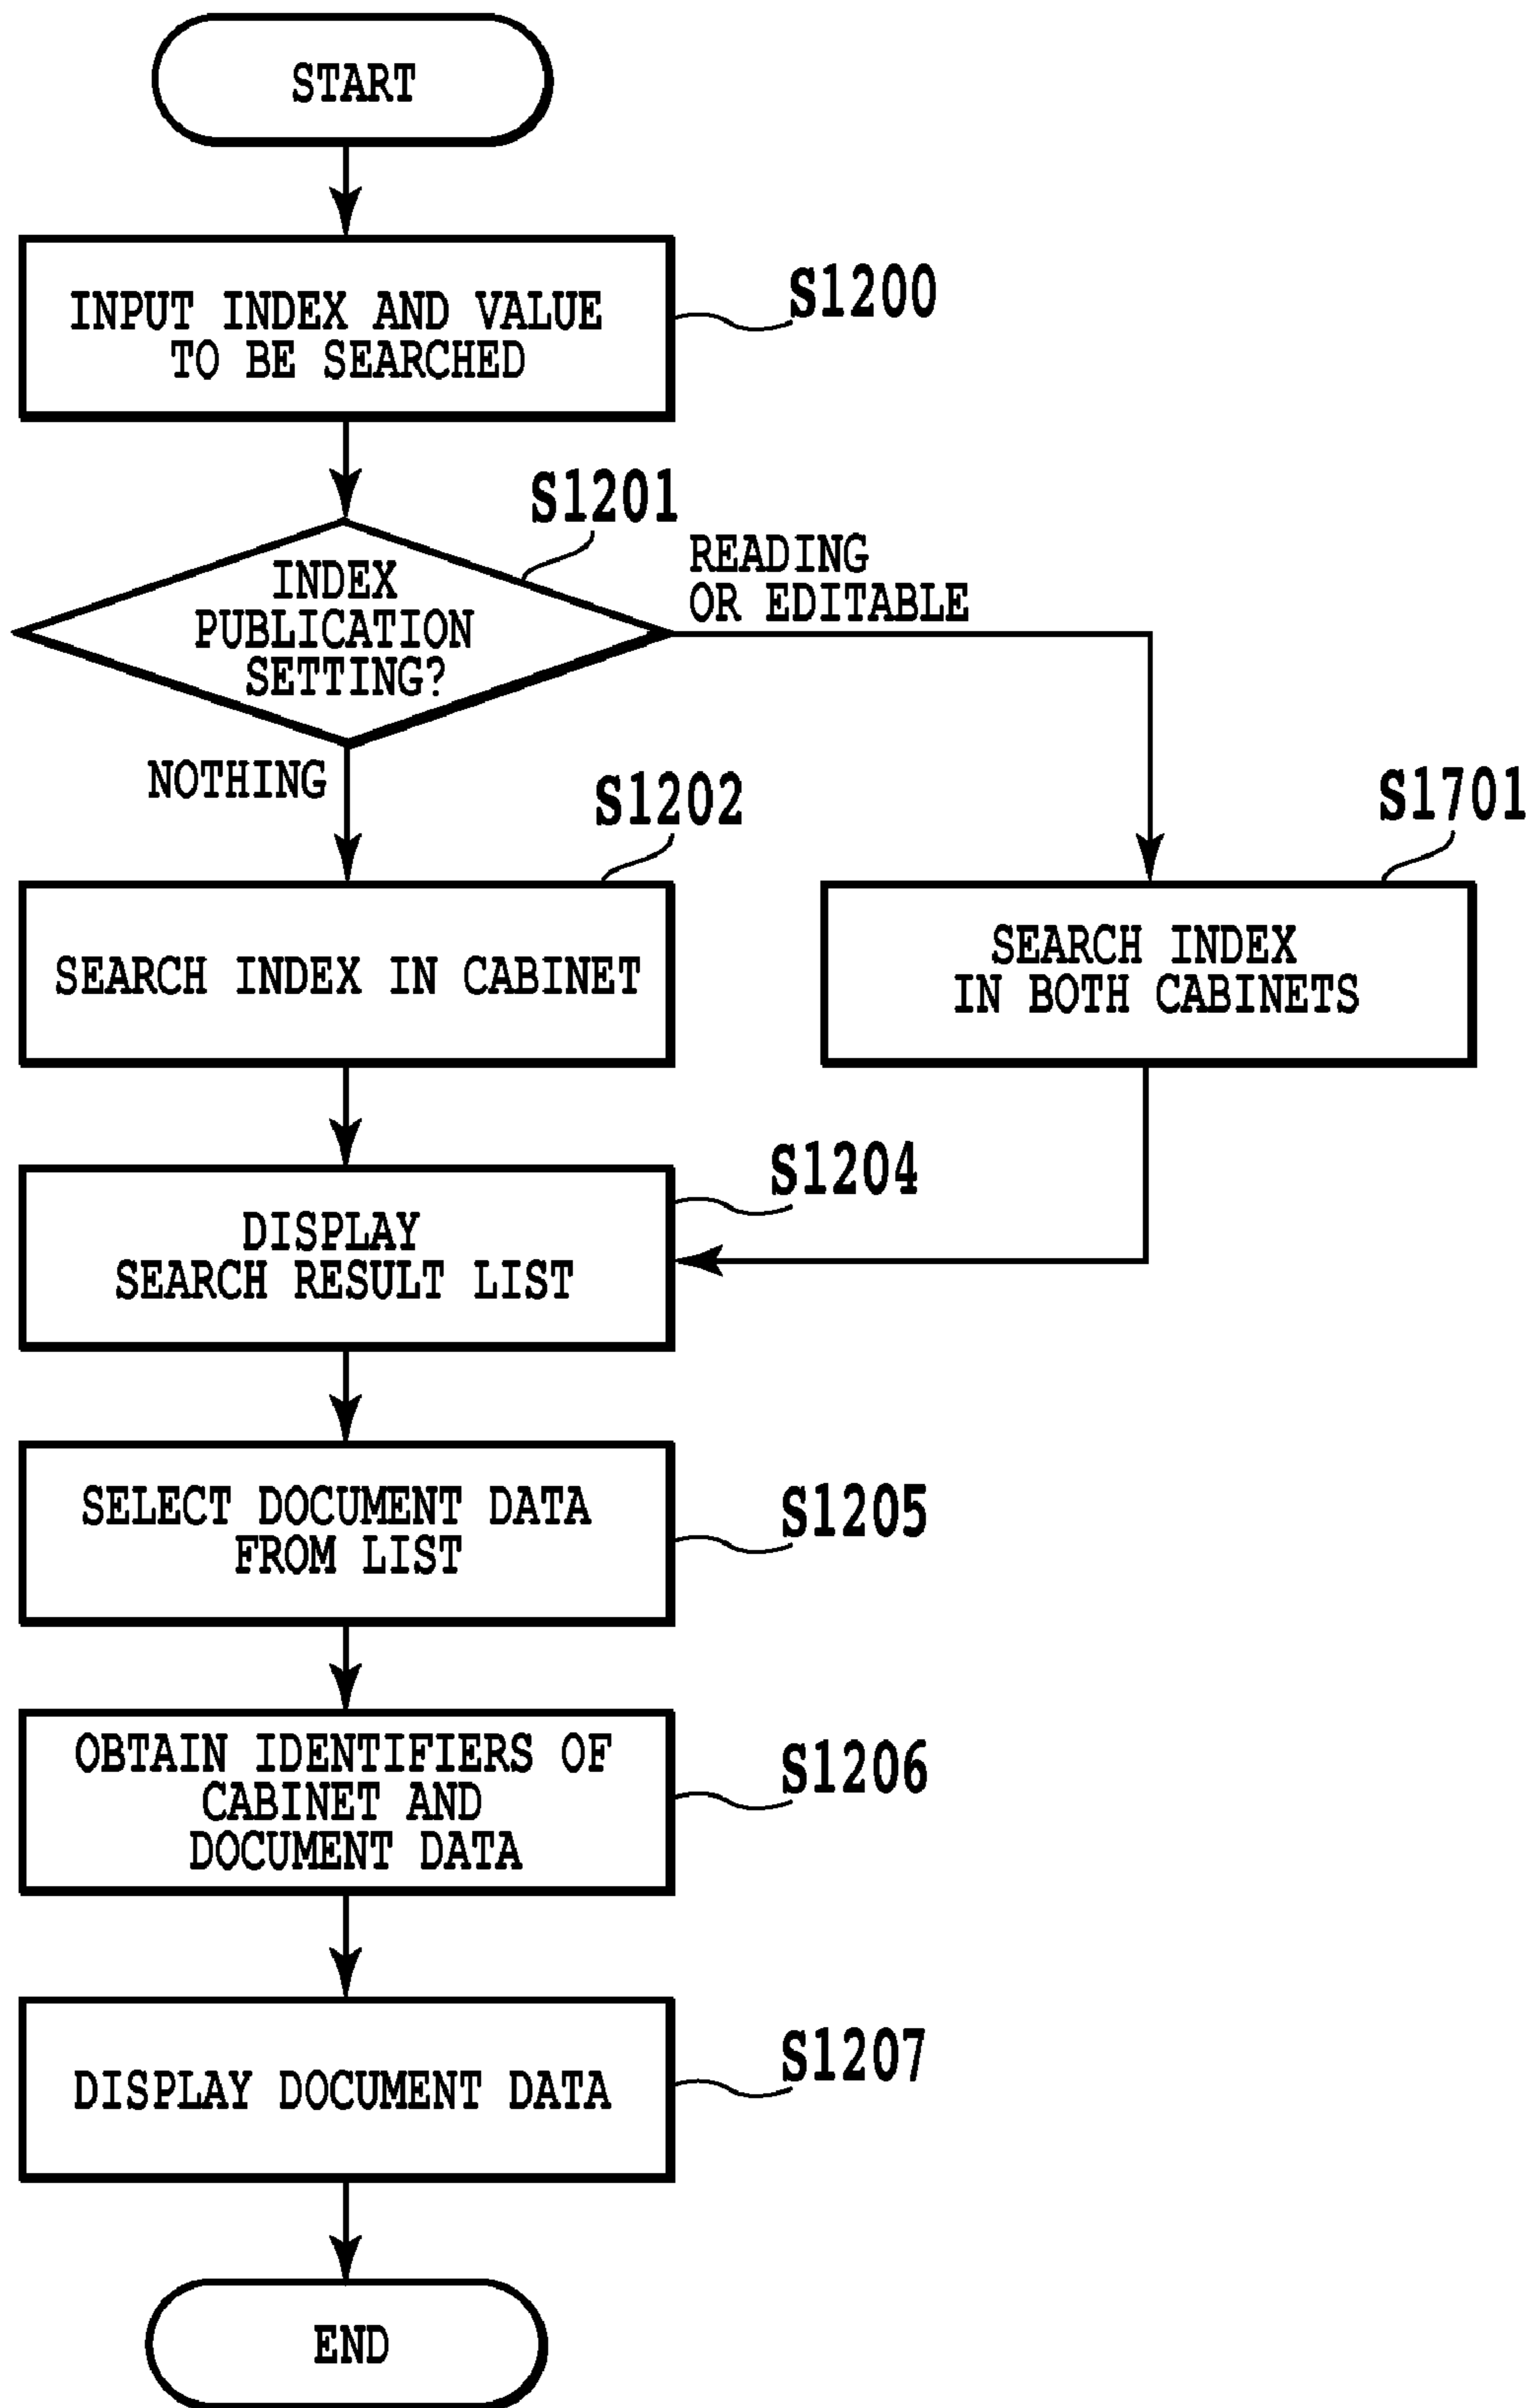 START
INPUT INDEX AND VALUE
TO BE SEARCHED
S1200
S1201
INDEX
PUBLICATION
SETTING?
READING
OR EDITABLE
NOTHING
S1202
SEARCH INDEX IN CABINET
S1701
SEARCH INDEX
IN BOTH CABINETS
S1204
DISPLAY
SEARCH RESULT LIST
SELECT DOCUMENT DATA
FROM LIST
S1205
OBTAIN IDENTIFIERS OF
CABINET AND
DOCUMENT DATA
S1206
DISPLAY DOCUMENT DATA
S1207
END